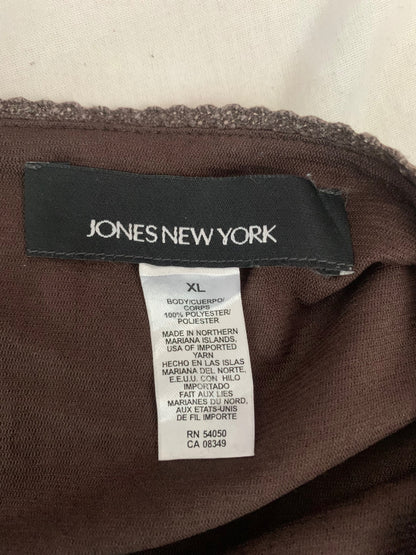 JONES NEW YORK
XL
BODY/CUERPO/
CORPS
100% POLYESTER/
POLIESTER
MADE IN NORTHERN
MARIANA ISLANDS,
USA OF IMPORTED
YARN
HECHO EN LAS ISLAS
MARIANA DEL NORTE,
E.E.U.U. CON HILO
IMPORTADO
FAIT AUX LIES
MARIANES DU NORD,
AUX ETATS-UNIS
DE FIL IMPORTE
RN 54050
CA 08349